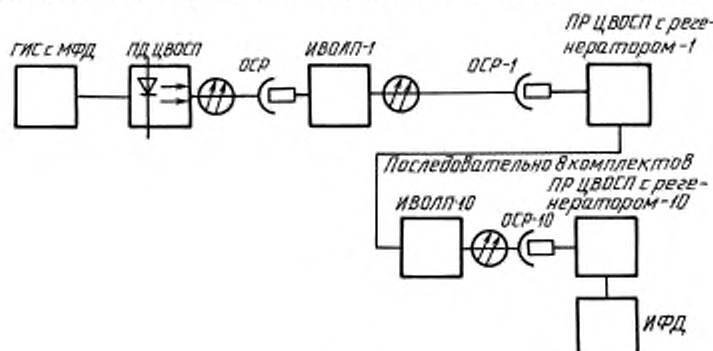 ПР ЦВОСП с реге-
нератором-1
ГИС с МФД
ПД ЦВОСП
ОСР
ИВОЛП-1
ОСР-1
Последовательно 8 комплектов
ПР ЦВОСП с реге-
нератором-10
ИВОЛП-10
ОСР-10
ИФД